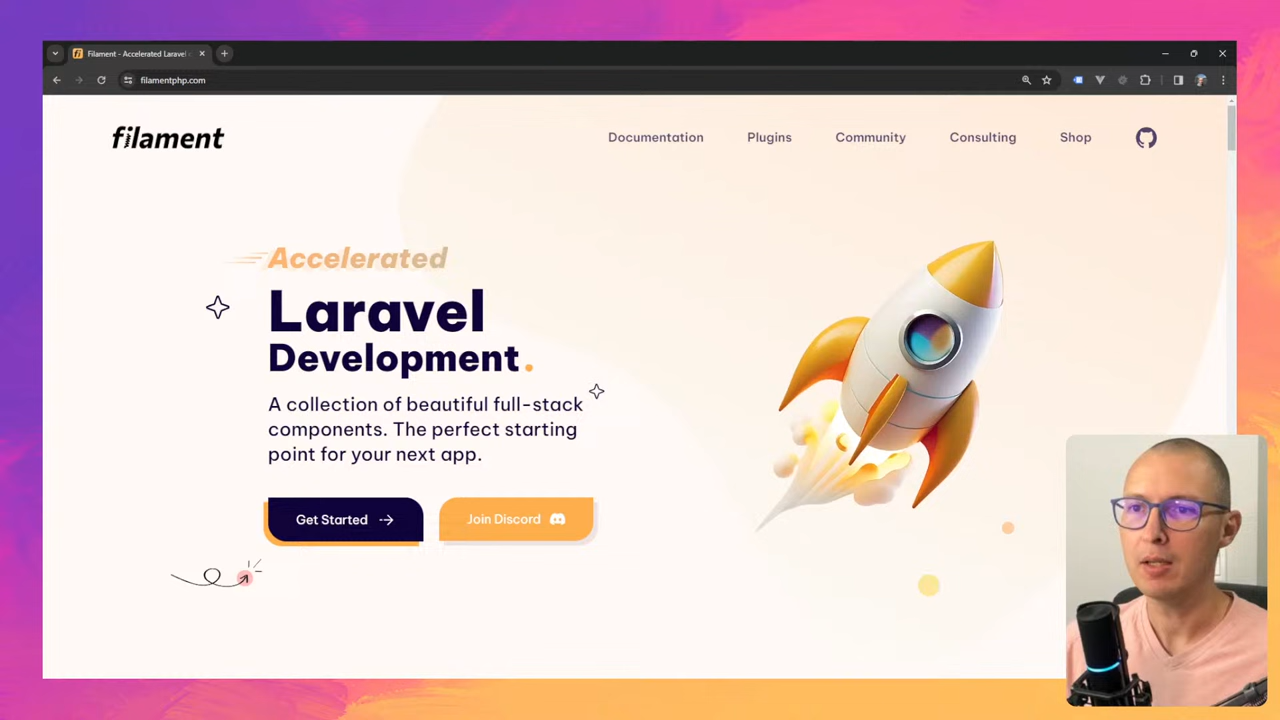 Filament - Accelerated Laravel
filamentphp.com
filament
Documentation
Plugins
Community
Consulting
Shop
Accelerated
Laravel
Development.
A collection of beautiful full-stack
components. The perfect starting
point for your next app.
Get Started
Join Discord